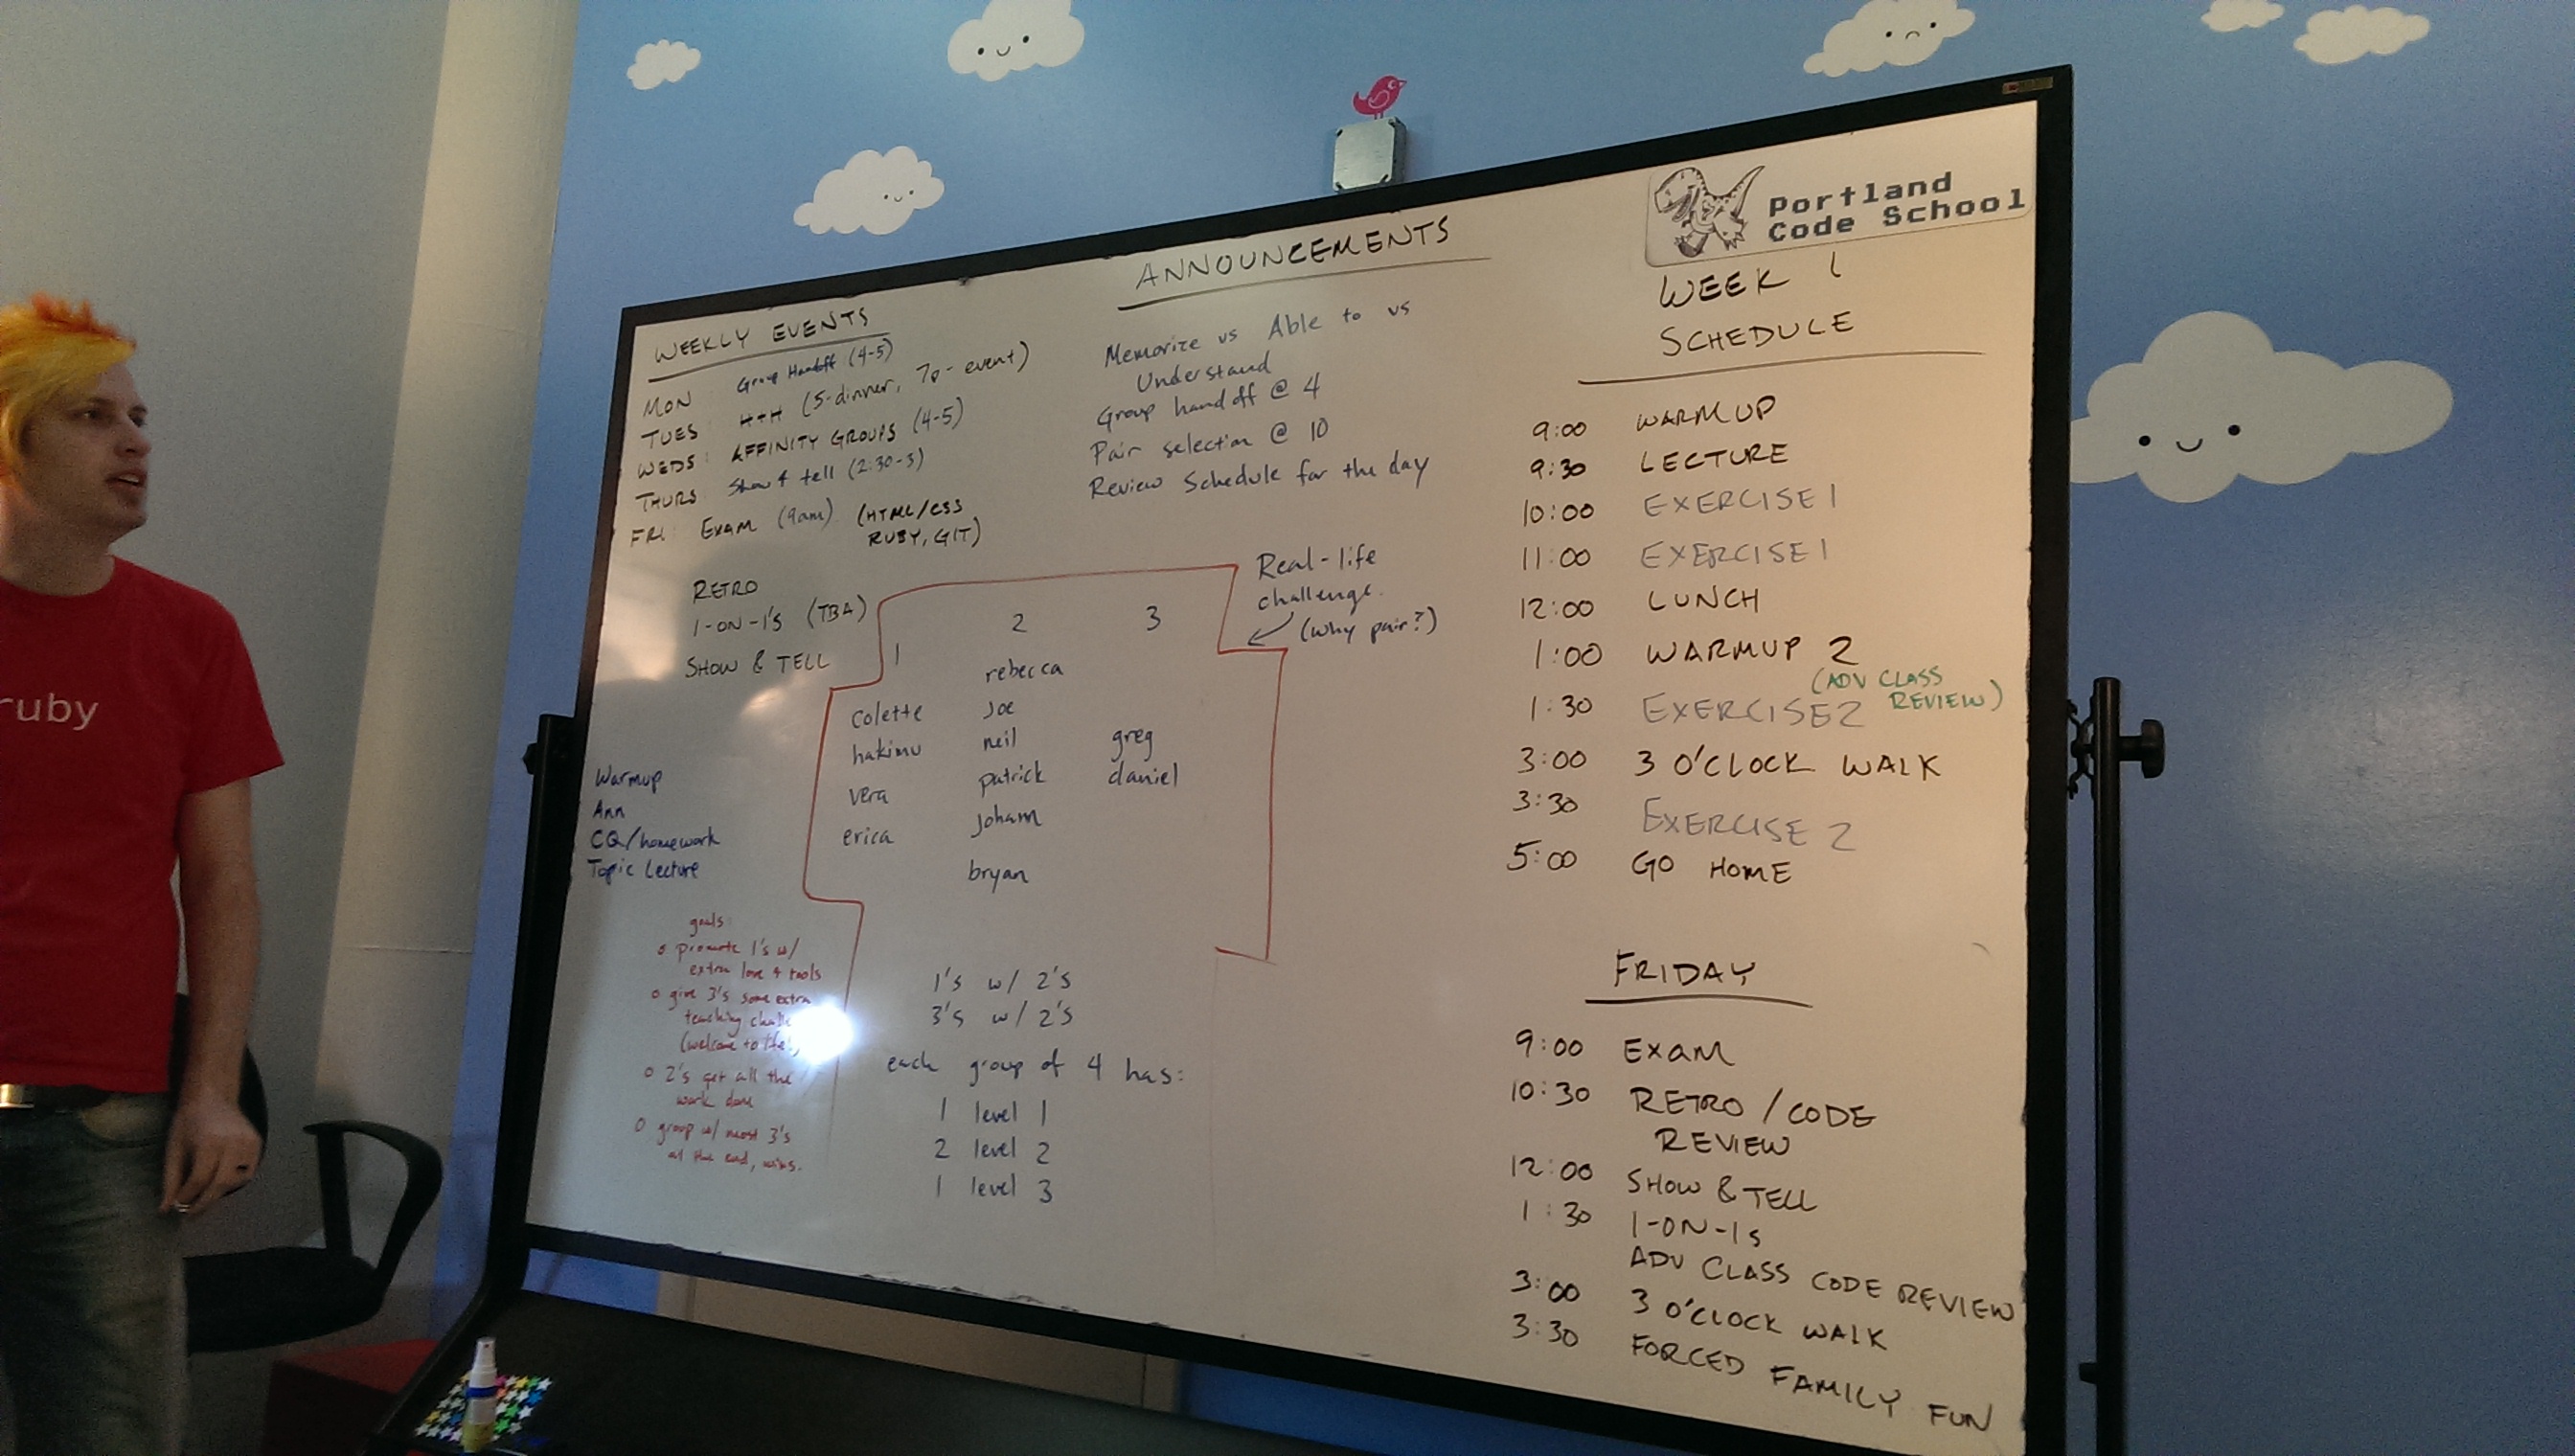 Portland
Code School
WEEKLY EVENTS
MON Group Handoff (4-5)
TUES HTH (5-dinner, 7p- event)
WEDS: AFFINITY GROUPS (4-5)
THURS Show & tell (2:30-3)
FRI: EXAM (9am) (HTML/CSS
RUBY, GIT)
RETRO
1-ON-1'S (TBA)
SHOW & TELL
Warmup
Ann
CQ/homework
Topic Lecture
goals:
o promote 1's w/
extra love & tools
o give 3's some extra
teaching
(welcome to
o 2's get all the
work done
o group w/ most 3's
at the end, wins.
ANNOUNCEMENTS
Memorize vs Able to vs
Understand
Group handoff @ 4
Pair selection @ 10
Review Schedule for the day
Real-life
challenge.
(why pair?)
1 2 3
rebecca
colette joe
hakimu neil greg
vera patrick daniel
erica johann
bryan
1's w/ 2's
3's w/ 2's
each group of 4 has:
1 level 1
2 level 2
1 level 3
WEEK 1
SCHEDULE
9:00 WARMUP
9:30 LECTURE
10:00 EXERCISE 1
11:00 EXERCISE 1
12:00 LUNCH
1:00 WARMUP 2
(ADV CLASS
REVIEW)
1:30 EXERCISE 2
3:00 3 O'CLOCK WALK
3:30 EXERCISE 2
5:00 GO HOME
FRIDAY
9:00 EXAM
10:30 RETRO/CODE
REVIEW
12:00 SHOW & TELL
1:30 1-ON-1s
ADV CLASS CODE REVIEW
3:00 3 O'CLOCK WALK
3:30 FORCED FAMILY FUN
ruby